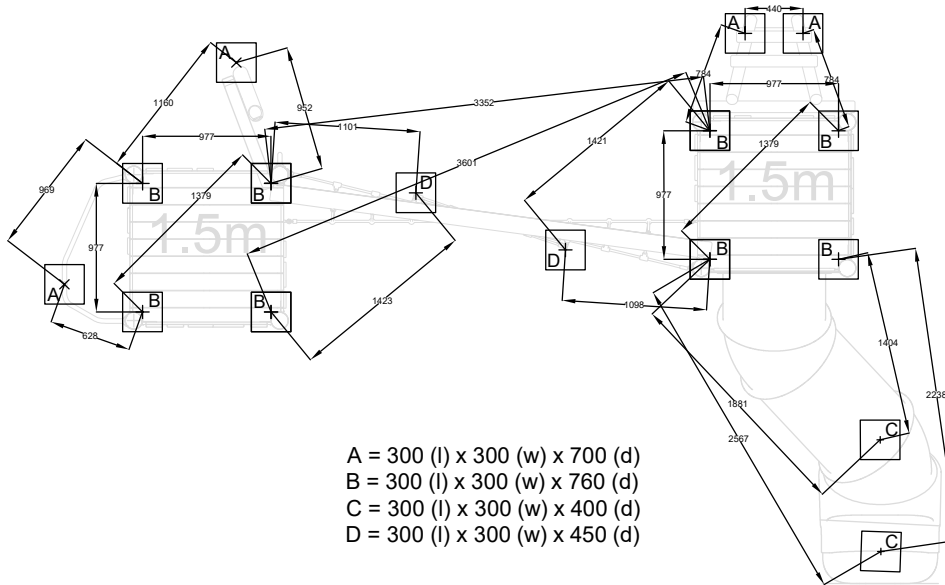 440
A
A
A
784
784
977
1160
952
3352
1101
977
B
B
1421
1379
B
B
D
3601
969
1379
977
977
1.5m
1.5m
D
B
B
A
B
B
1423
1098
628
1404
2238
1881
2567
C
C
A = 300 (l) x 300 (w) x 700 (d)
B = 300 (l) x 300 (w) x 760 (d)
C = 300 (l) x 300 (w) x 400 (d)
D = 300 (l) x 300 (w) x 450 (d)